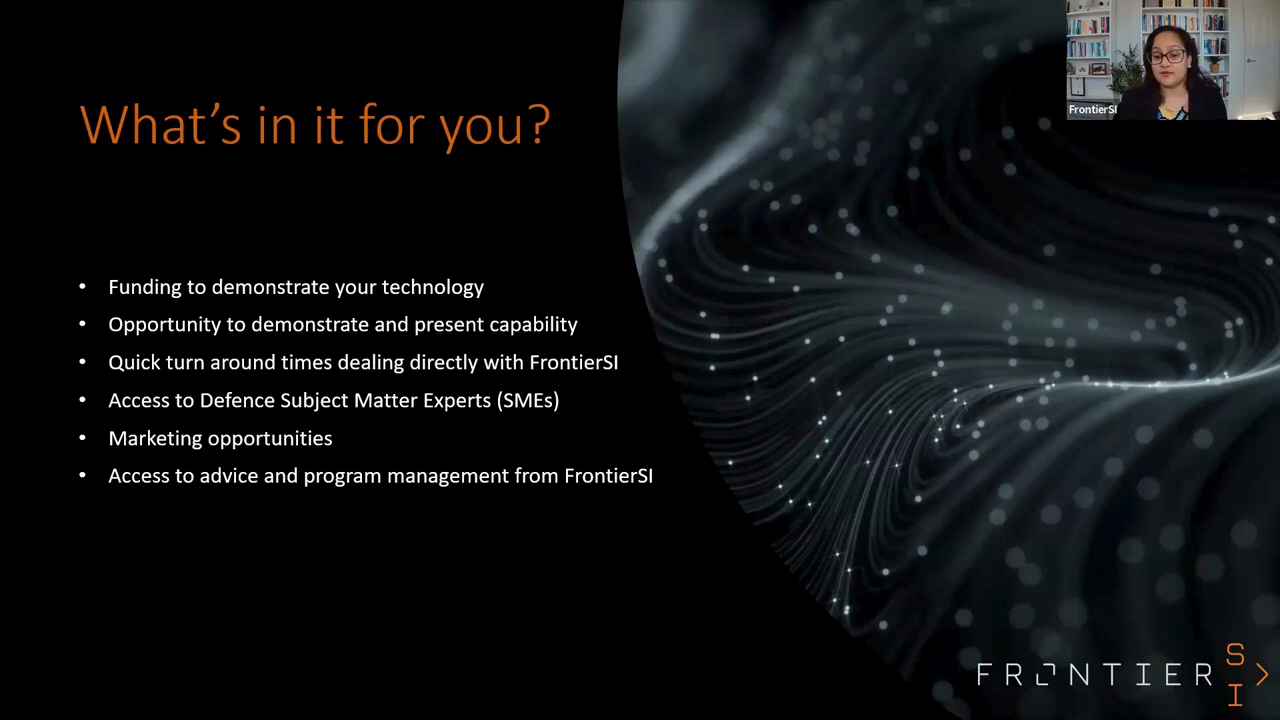 What's in it for you?
FrontierSI
• Funding to demonstrate your technology
• Opportunity to demonstrate and present capability
• Quick turn around times dealing directly with FrontierSI
• Access to Defence Subject Matter Experts (SMEs)
• Marketing opportunities
• Access to advice and program management from FrontierSI
FRONTIER SI